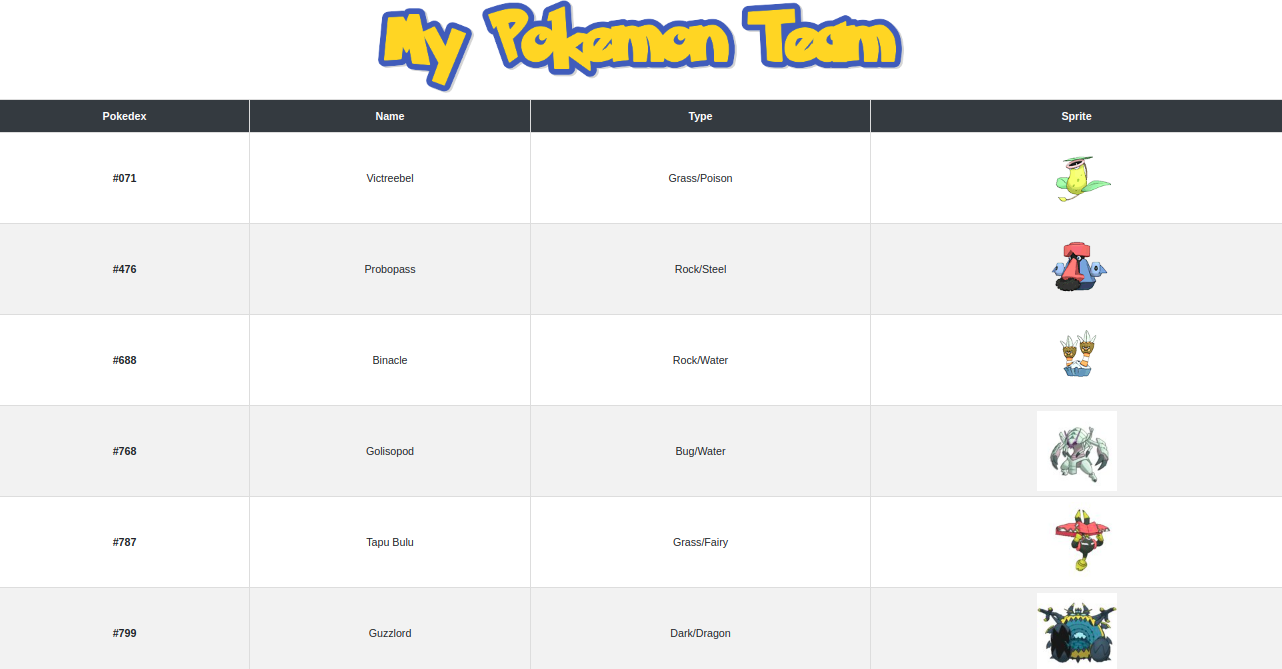 My Pokemon Team
Pokedex Name Type Sprite
#071 Victreebel Grass/Poison
#476 Probopass Rock/Steel
#688 Binacle Rock/Water
#768 Golisopod Bug/Water
#787 Tapu Bulu Grass/Fairy
#799 Guzzlord Dark/Dragon